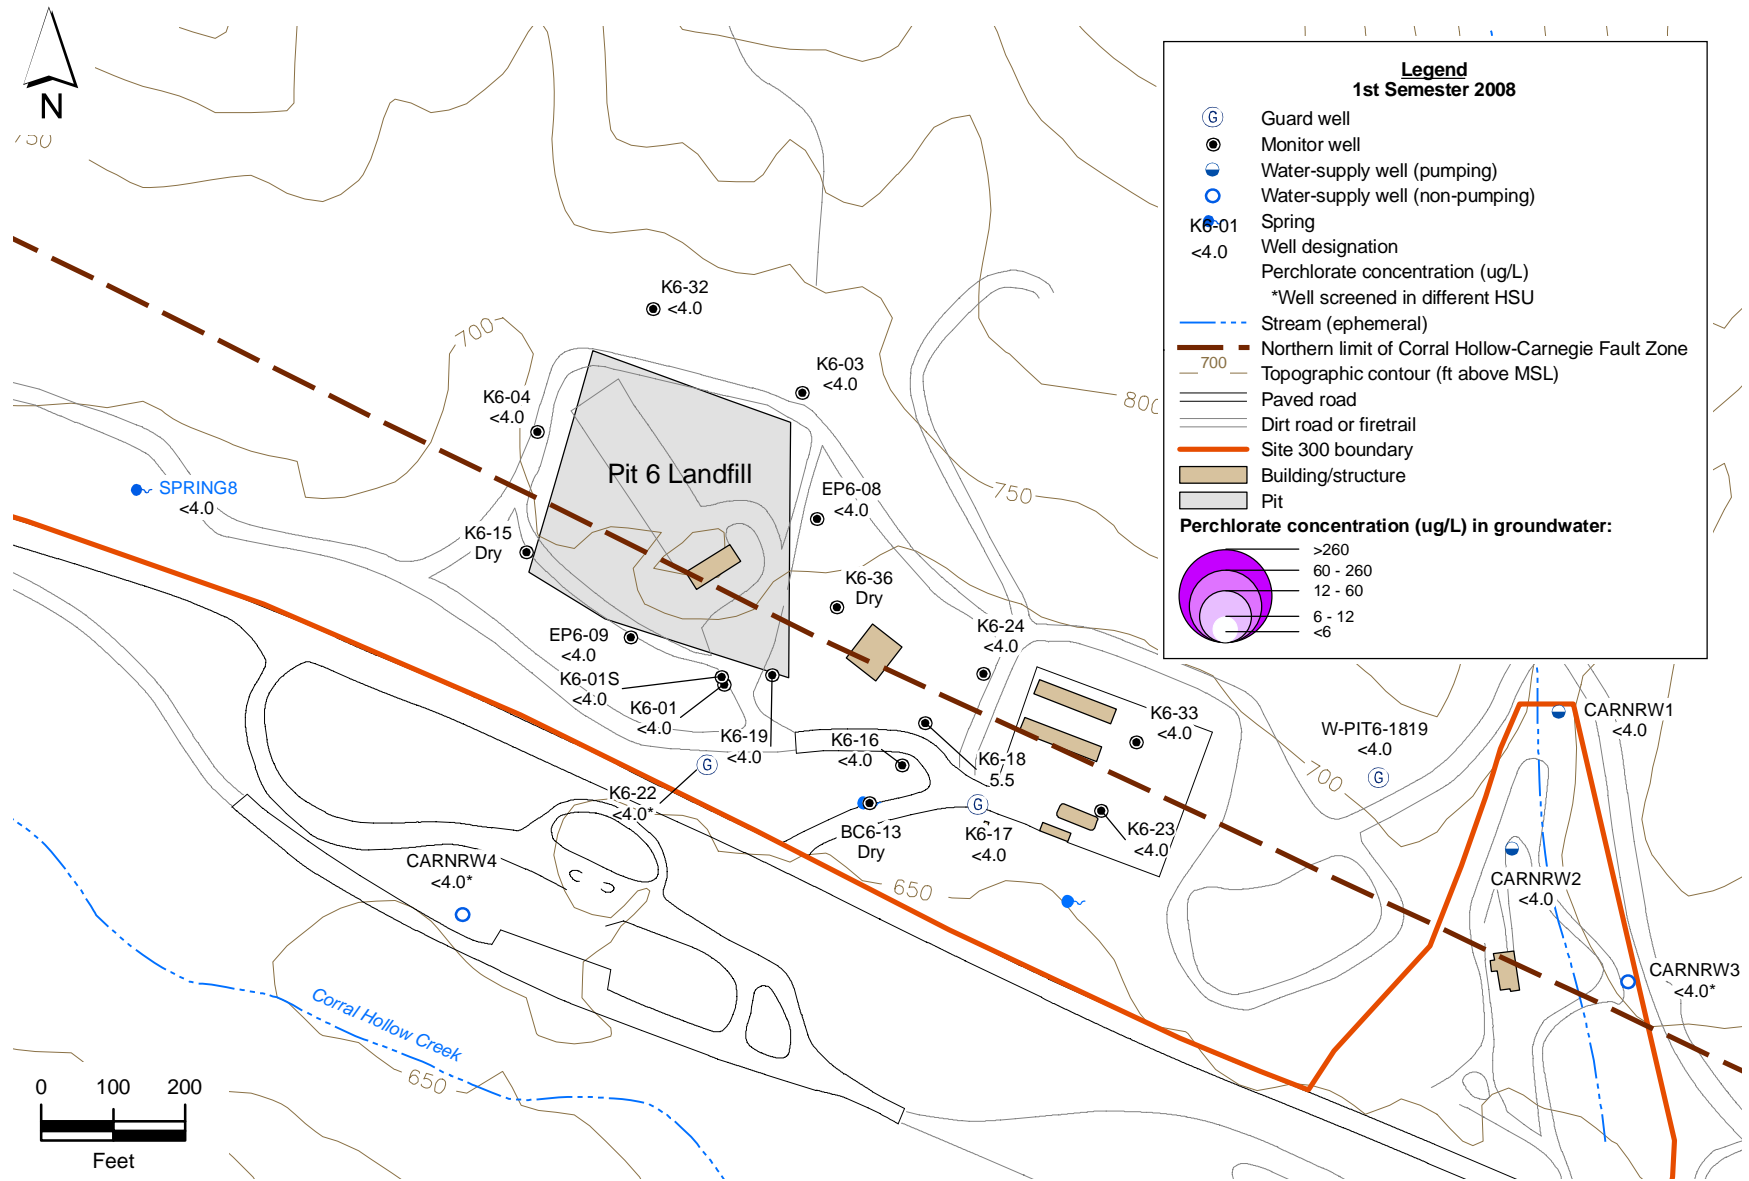 N
750
Legend
1st Semester 2008
G
Guard well
Monitor well
Water-supply well (pumping)
Water-supply well (non-pumping)
Spring
K6-01
Well designation
<4.0
Perchlorate concentration (ug/L)
*Well screened in different HSU
Stream (ephemeral)
Northern limit of Corral Hollow-Carnegie Fault Zone
700
Topographic contour (ft above MSL)
Paved road
Dirt road or firetrail
Site 300 boundary
Building/structure
Pit
Perchlorate concentration (ug/L) in groundwater:
>260
60 - 260
12 - 60
6 - 12
<6
K6-32
<4.0
700
K6-03
<4.0
K6-04
<4.0
800
Pit 6 Landfill
SPRING8
<4.0
EP6-08
<4.0
750
K6-15
Dry
K6-36
Dry
EP6-09
<4.0
K6-24
<4.0
K6-01S
<4.0
K6-01
<4.0
K6-19
<4.0
K6-16
<4.0
K6-18
5.5
K6-33
<4.0
W-PIT6-1819
<4.0
G
CARNRW1
<4.0
700
G
K6-22
<4.0*
BC6-13
Dry
G
K6-17
<4.0
K6-23
<4.0
CARNRW4
<4.0*
650
CARNRW2
<4.0
CARNRW3
<4.0*
Corral Hollow Creek
650
0 100 200
Feet